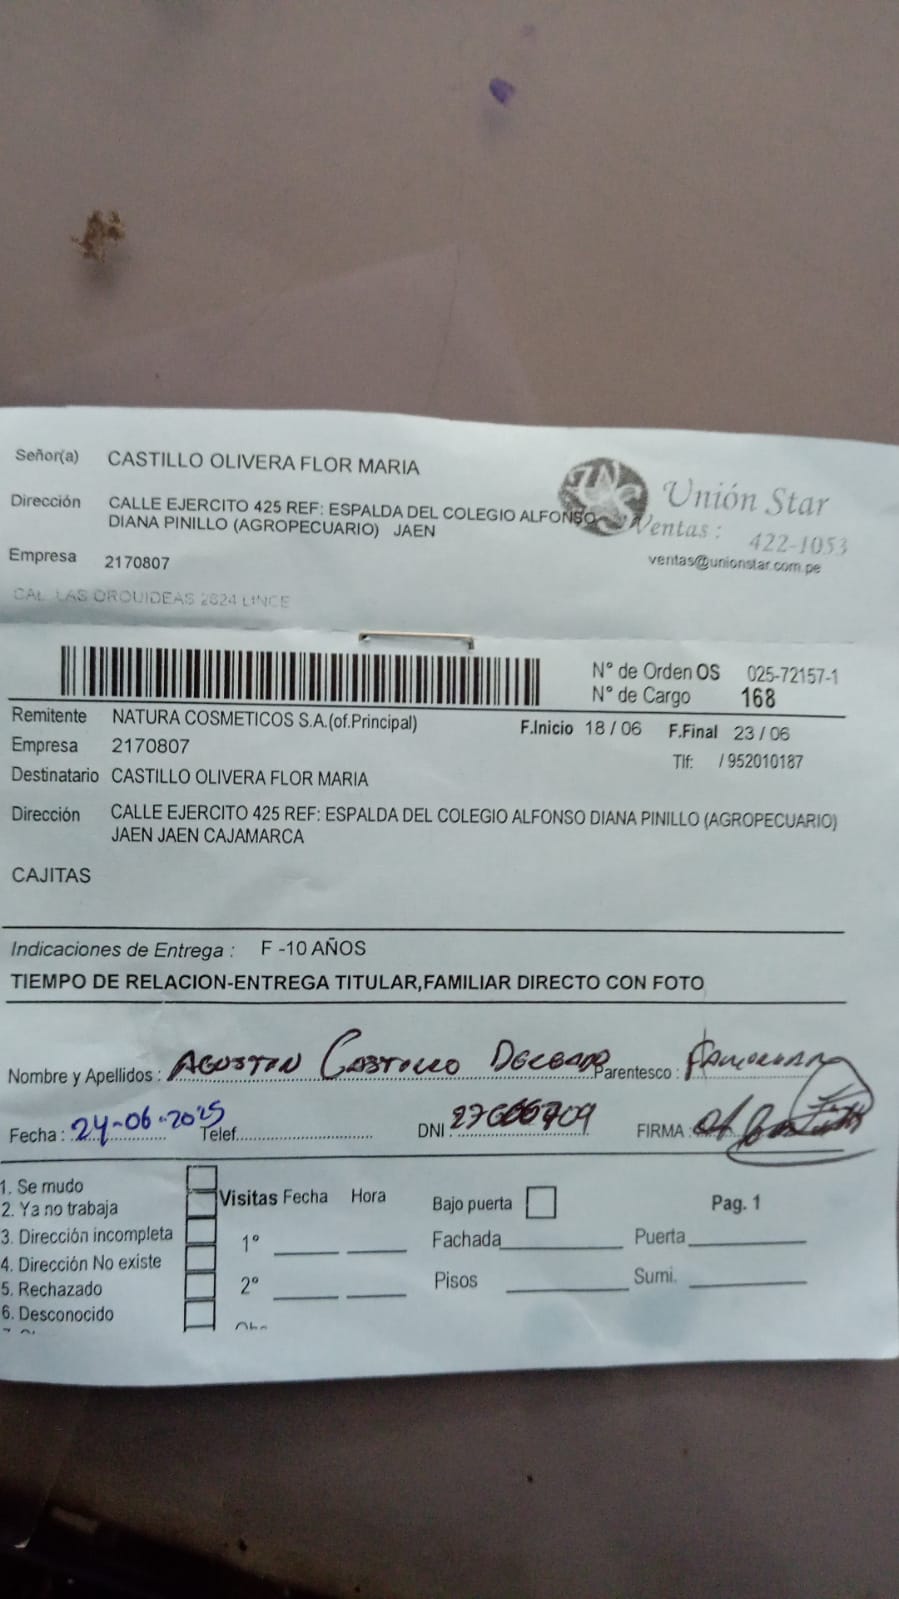 Señor(a) CASTILLO OLIVERA FLOR MARIA
Dirección CALLE EJERCITO 425 REF: ESPALDA DEL COLEGIO ALFONSO
DIANA PINILLO (AGROPECUARIO) JAEN
Unión Star
Ventas: 422-1053
ventas@unionstar.com.pe
Empresa 2170807
CAL. LAS ORQUIDEAS 2624 LINCE
N° de Orden OS 025-72157-1
N° de Cargo 168
Remitente NATURA COSMETICOS S.A.(of.Principal) F.Inicio 18 / 06 F.Final 23 / 06
Empresa 2170807
Tlf: / 952010187
Destinatario CASTILLO OLIVERA FLOR MARIA
Dirección CALLE EJERCITO 425 REF: ESPALDA DEL COLEGIO ALFONSO DIANA PINILLO (AGROPECUARIO)
JAEN JAEN CAJAMARCA
CAJITAS
Indicaciones de Entrega : F -10 AÑOS
TIEMPO DE RELACION-ENTREGA TITULAR,FAMILIAR DIRECTO CON FOTO
Nombre y Apellidos : AGUSTIN CASTILLO DELGADO Parentesco :
Fecha : 24-06-2025 Telef. DNI : FIRMA :
1. Se mudo
2. Ya no trabaja
3. Dirección incompleta
4. Dirección No existe
5. Rechazado
6. Desconocido
Visitas Fecha Hora
1°
2°
Bajo puerta Pag. 1
Fachada Puerta
Pisos Sumi.